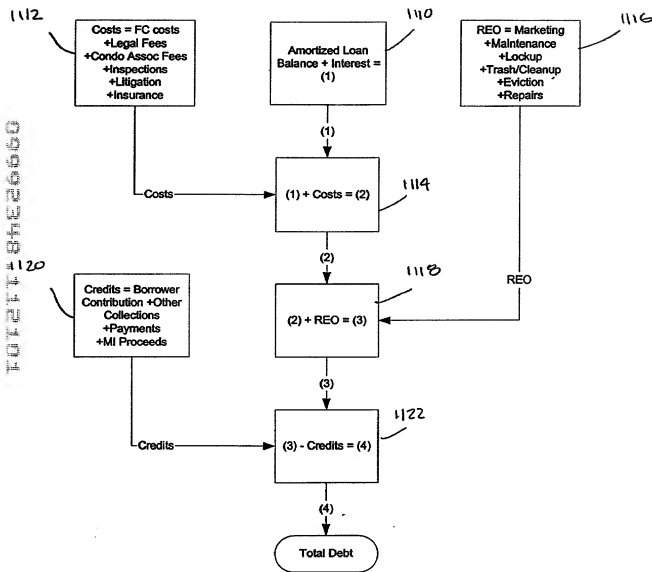 1112
Costs = FC costs
+Legal Fees
+Condo Assoc Fees
+Inspections
+Litigation
+Insurance
1110
Amortized Loan
Balance + Interest =
(1)
1116
REO = Marketing
+Maintenance
+Lockup
+Trash/Cleanup
+Eviction
+Repairs
(1)
Costs
(1) + Costs = (2)
1114
(2)
REO
1120
Credits = Borrower
Contribution +Other
Collections
+Payments
+MI Proceeds
1118
(2) + REO = (3)
(3)
Credits
(3) - Credits = (4)
1122
(4)
Total Debt